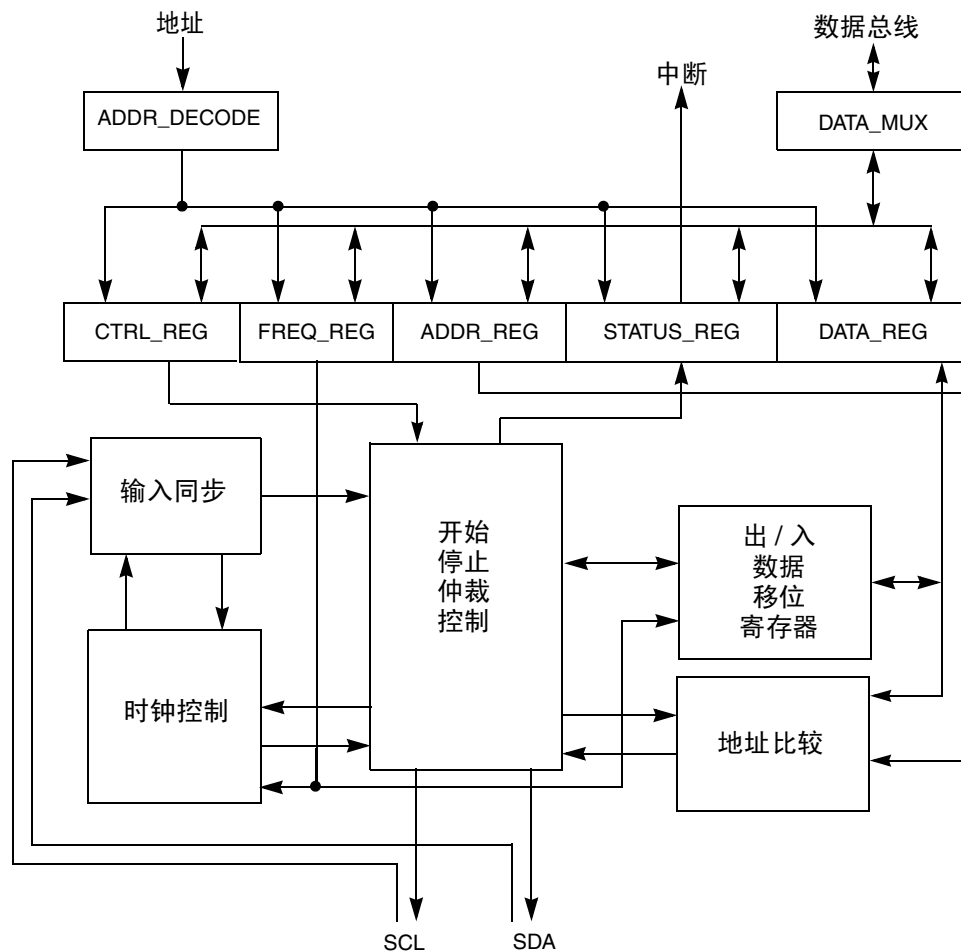 地址
数据总线
中断
ADDR_DECODE
DATA_MUX
CTRL_REG
FREQ_REG
ADDR_REG
STATUS_REG
DATA_REG
输入同步
开始
停止
仲裁
控制
出 / 入
数据
移位
寄存器
时钟控制
地址比较
SCL
SDA